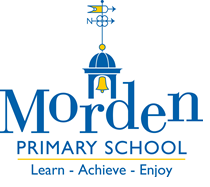 N
Morden
PRIMARY SCHOOL
Learn - Achieve - Enjoy